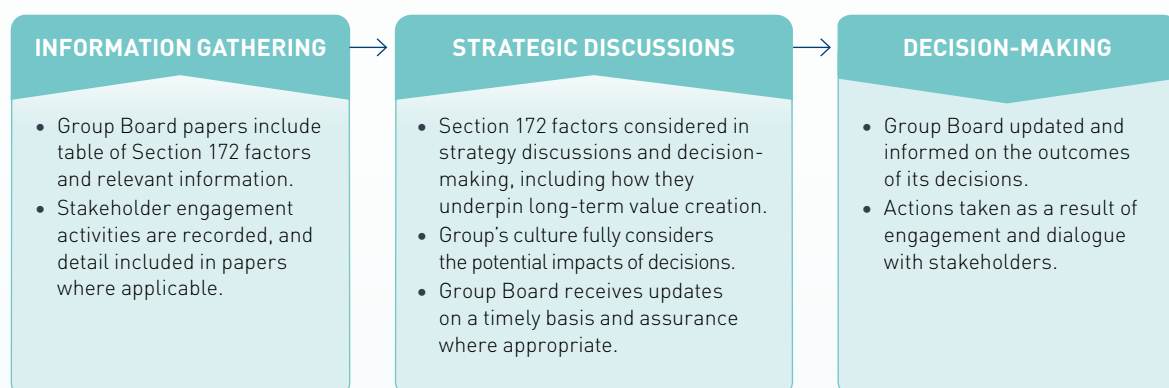 INFORMATION GATHERING
• Group Board papers include
table of Section 172 factors
and relevant information.
• Stakeholder engagement
activities are recorded, and
detail included in papers
where applicable.
STRATEGIC DISCUSSIONS
• Section 172 factors considered in
strategy discussions and decision-
making, including how they
underpin long-term value creation.
• Group’s culture fully considers
the potential impacts of decisions.
• Group Board receives updates
on a timely basis and assurance
where appropriate.
DECISION-MAKING
• Group Board updated and
informed on the outcomes
of its decisions.
• Actions taken as a result of
engagement and dialogue
with stakeholders.